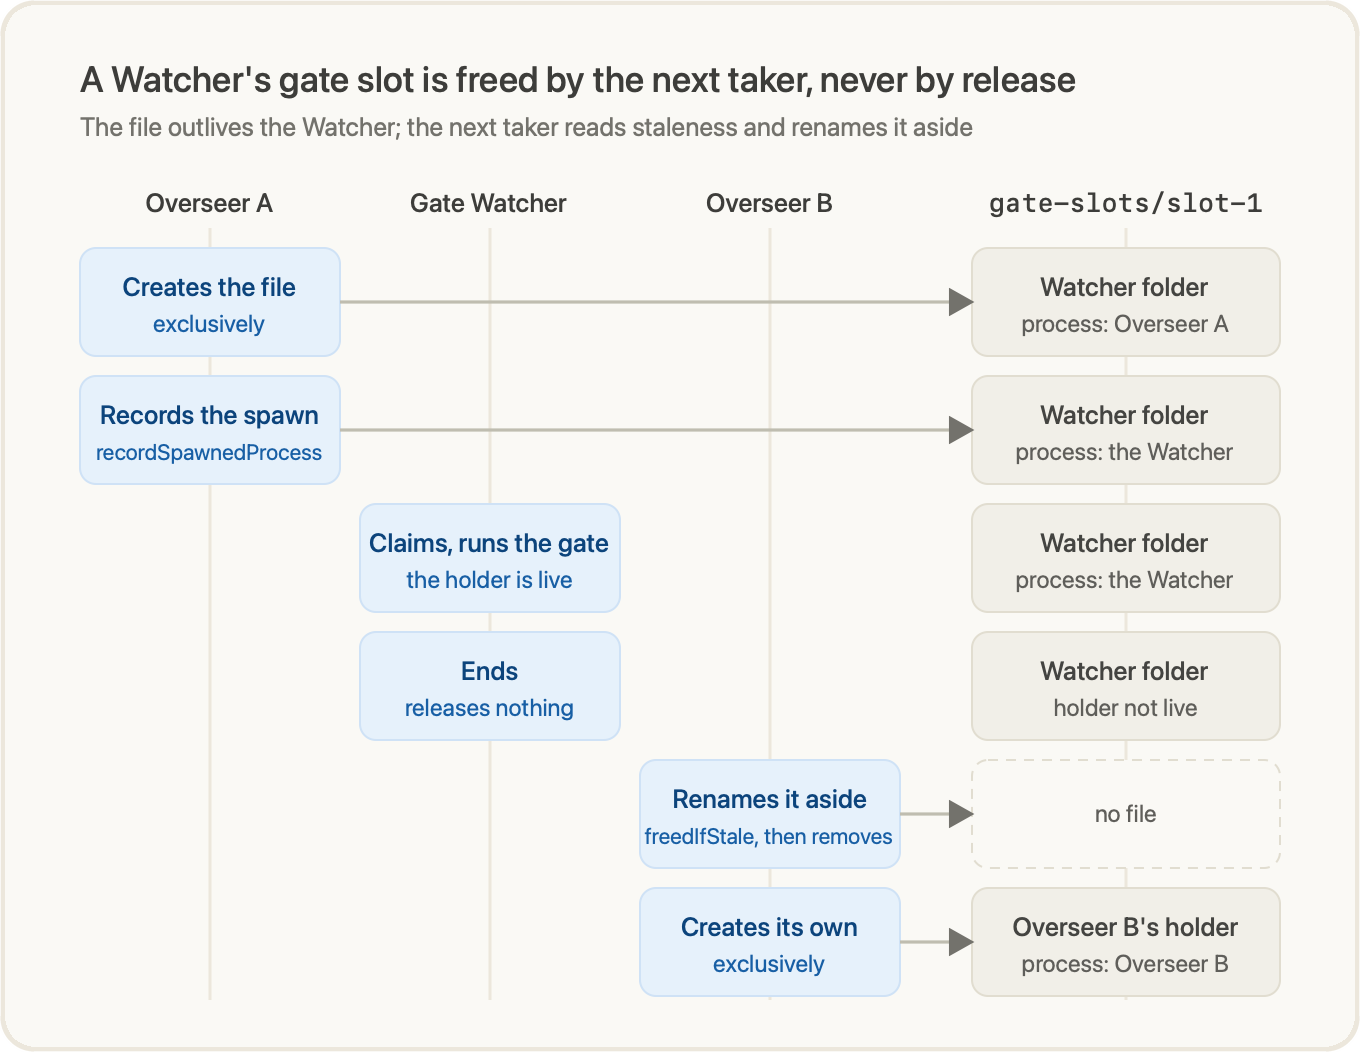 A Watcher's gate slot is freed by the next taker, never by release
The file outlives the Watcher; the next taker reads staleness and renames it aside
Overseer A
Gate Watcher
Overseer B
gate-slots/slot-1
Creates the file
exclusively
Watcher folder
process: Overseer A
Records the spawn
recordSpawnedProcess
Watcher folder
process: the Watcher
Claims, runs the gate
the holder is live
Watcher folder
process: the Watcher
Ends
releases nothing
Watcher folder
holder not live
Renames it aside
freedIfStale, then removes
no file
Creates its own
exclusively
Overseer B's holder
process: Overseer B